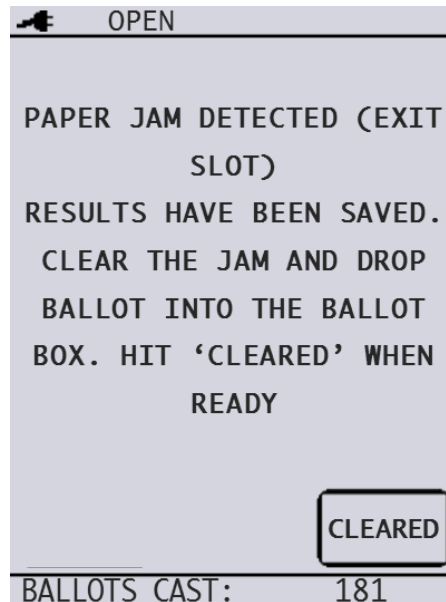 OPEN
PAPER JAM DETECTED (EXIT
SLOT)
RESULTS HAVE BEEN SAVED.
CLEAR THE JAM AND DROP
BALLOT INTO THE BALLOT
BOX. HIT ‘CLEARED’ WHEN
READY
CLEARED
BALLOTS CAST: 181